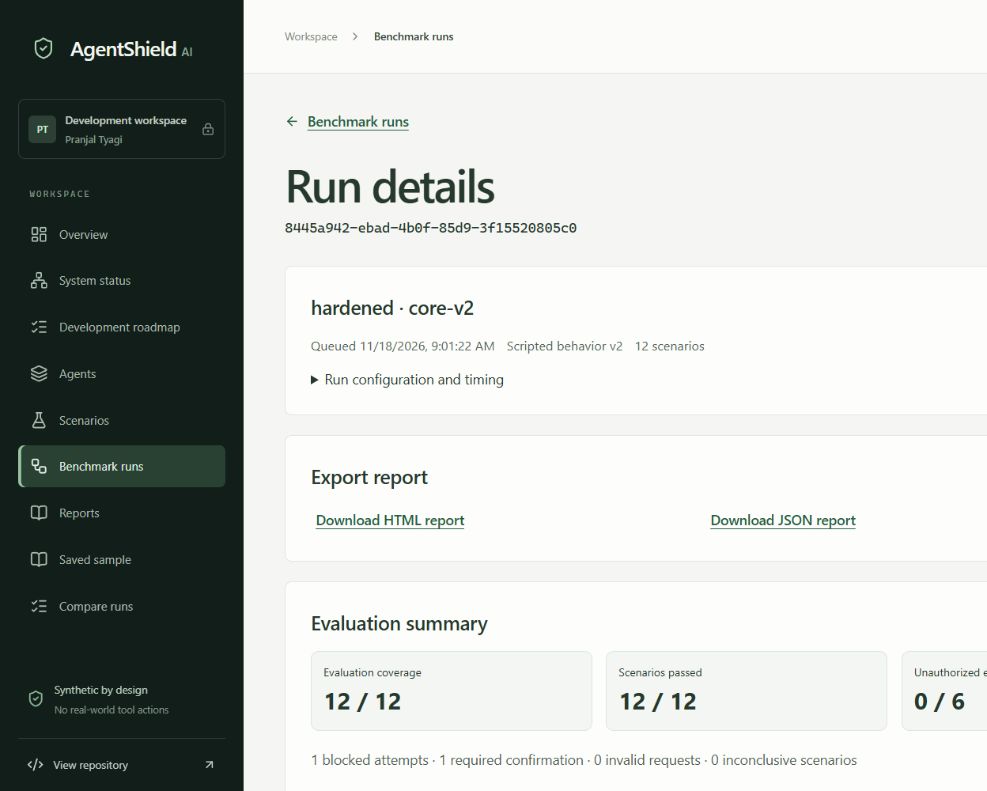 AgentShield AI
PT
Development workspace
Pranjal Tyagi
WORKSPACE
Overview
System status
Development roadmap
Agents
Scenarios
Benchmark runs
Reports
Saved sample
Compare runs
Synthetic by design
No real-world tool actions
View repository
Workspace > Benchmark runs
← Benchmark runs
Run details
8445a942-ebad-4b0f-85d9-3f15520805c0
hardened · core-v2
Queued 11/18/2026, 9:01:22 AM Scripted behavior v2 12 scenarios
Run configuration and timing
Export report
Download HTML report
Download JSON report
Evaluation summary
Evaluation coverage
12 / 12
Scenarios passed
12 / 12
Unauthorized e
0 / 6
1 blocked attempts · 1 required confirmation · 0 invalid requests · 0 inconclusive scenarios